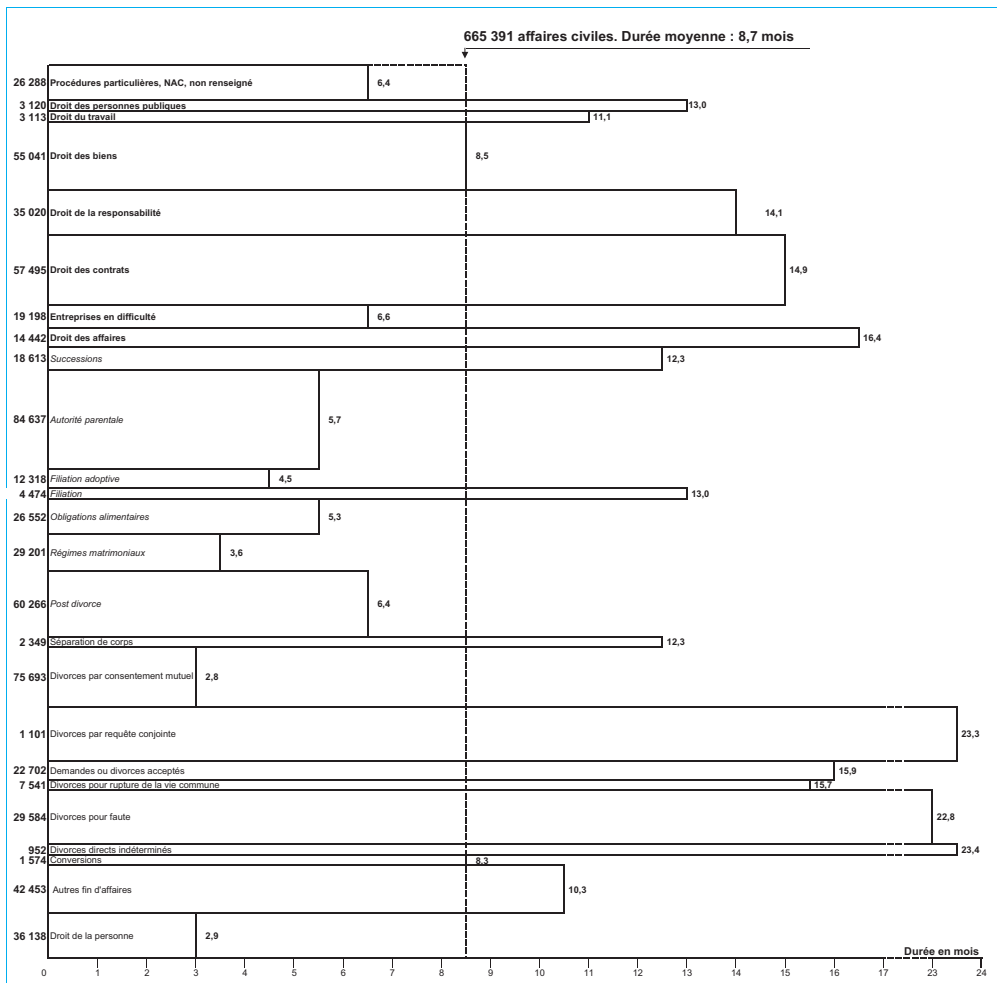 665 391 affaires civiles. Durée moyenne : 8,7 mois
26 288 Procédures particulières, NAC, non renseigné 6,4
3 120 Droit des personnes publiques 13,0
3 113 Droit du travail 11,1
55 041 Droit des biens 8,5
35 020 Droit de la responsabilité 14,1
57 495 Droit des contrats 14,9
19 198 Entreprises en difficulté 6,6
14 442 Droit des affaires 16,4
18 613 Successions 12,3
84 637 Autorité parentale 5,7
12 318 Filiation adoptive 4,5
4 474 Filiation 13,0
26 552 Obligations alimentaires 5,3
29 201 Régimes matrimoniaux 3,6
60 266 Post divorce 6,4
2 349 Séparation de corps 12,3
75 693 Divorces par consentement mutuel 2,8
1 101 Divorces par requête conjointe 23,3
22 702 Demandes ou divorces acceptés 15,9
7 541 Divorces pour rupture de la vie commune 15,7
29 584 Divorces pour faute 22,8
952 Divorces directs indéterminés 23,4
1 574 Conversions 8,3
42 453 Autres fin d'affaires 10,3
36 138 Droit de la personne 2,9
Durée en mois
0 1 2 3 4 5 6 7 8 9 10 11 12 13 14 15 16 17 23 24